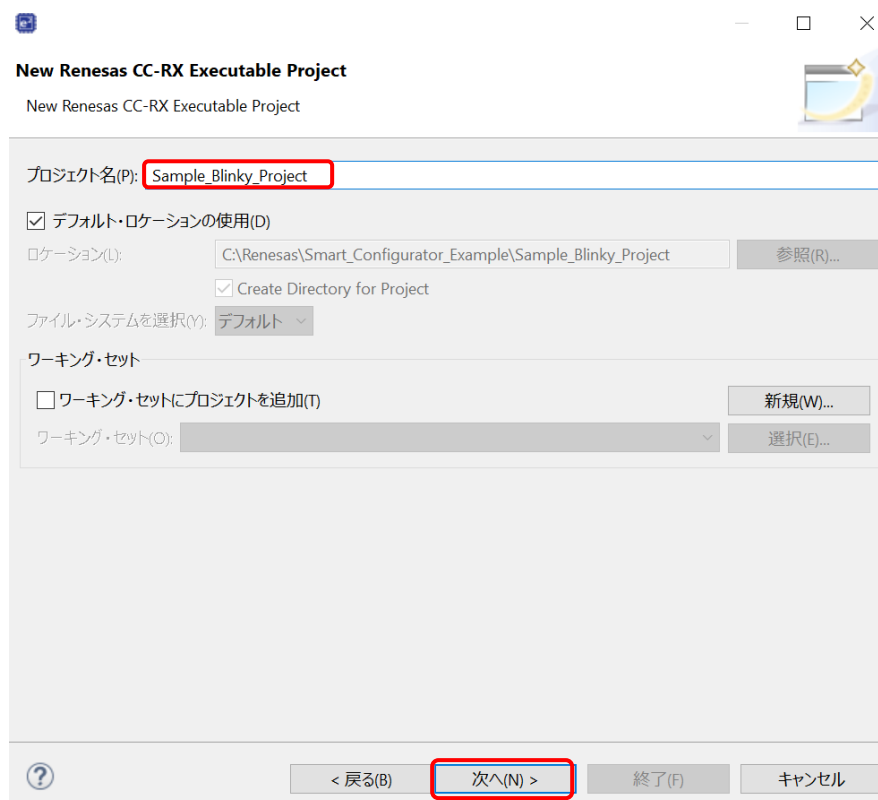 New Renesas CC-RX Executable Project
New Renesas CC-RX Executable Project
プロジェクト名(P): Sample_Blinky_Project
デフォルト・ロケーションの使用(D)
ロケーション(L): C:\Renesas\Smart_Configurator_Example\Sample_Blinky_Project 参照(R)...
Create Directory for Project
ファイル・システムを選択(Y): デフォルト
ワーキング・セット
ワーキング・セットにプロジェクトを追加(T) 新規(W)...
ワーキング・セット(O): 選択(E)...
? < 戻る(B) 次へ(N) > 終了(F) キャンセル